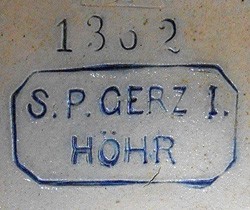 1362
S.P. GERZ I.
HÖHR